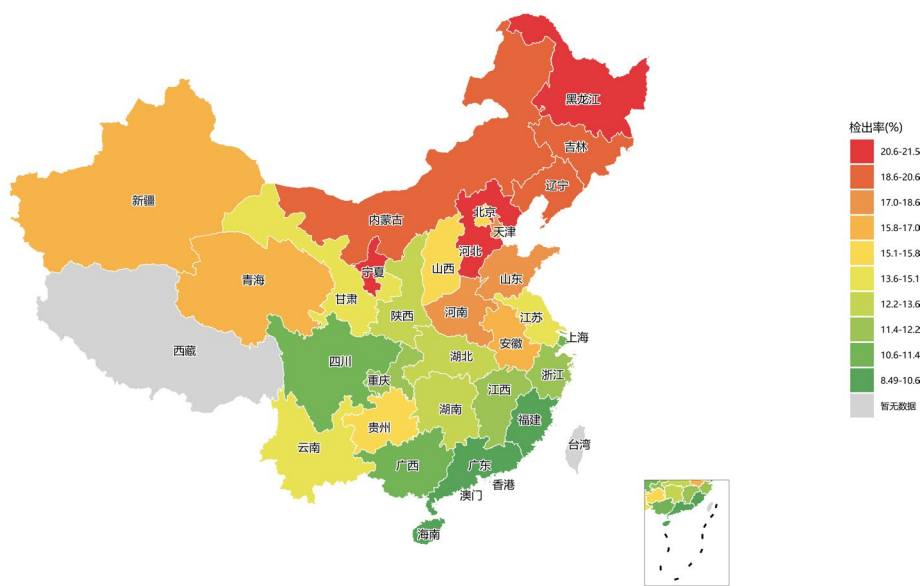 黑龙江
吉林
辽宁
新疆
内蒙古
北京
天津
河北
宁夏
山西
青海
山东
甘肃
陕西
河南
江苏
上海
安徽
西藏
四川
湖北
浙江
重庆
江西
湖南
贵州
福建
云南
台湾
广西
广东
香港
澳门
海南
检出率(%)
20.6-21.5
18.6-20.6
17.0-18.6
15.8-17.0
15.1-15.8
13.6-15.1
12.2-13.6
11.4-12.2
10.6-11.4
8.49-10.6
暂无数据